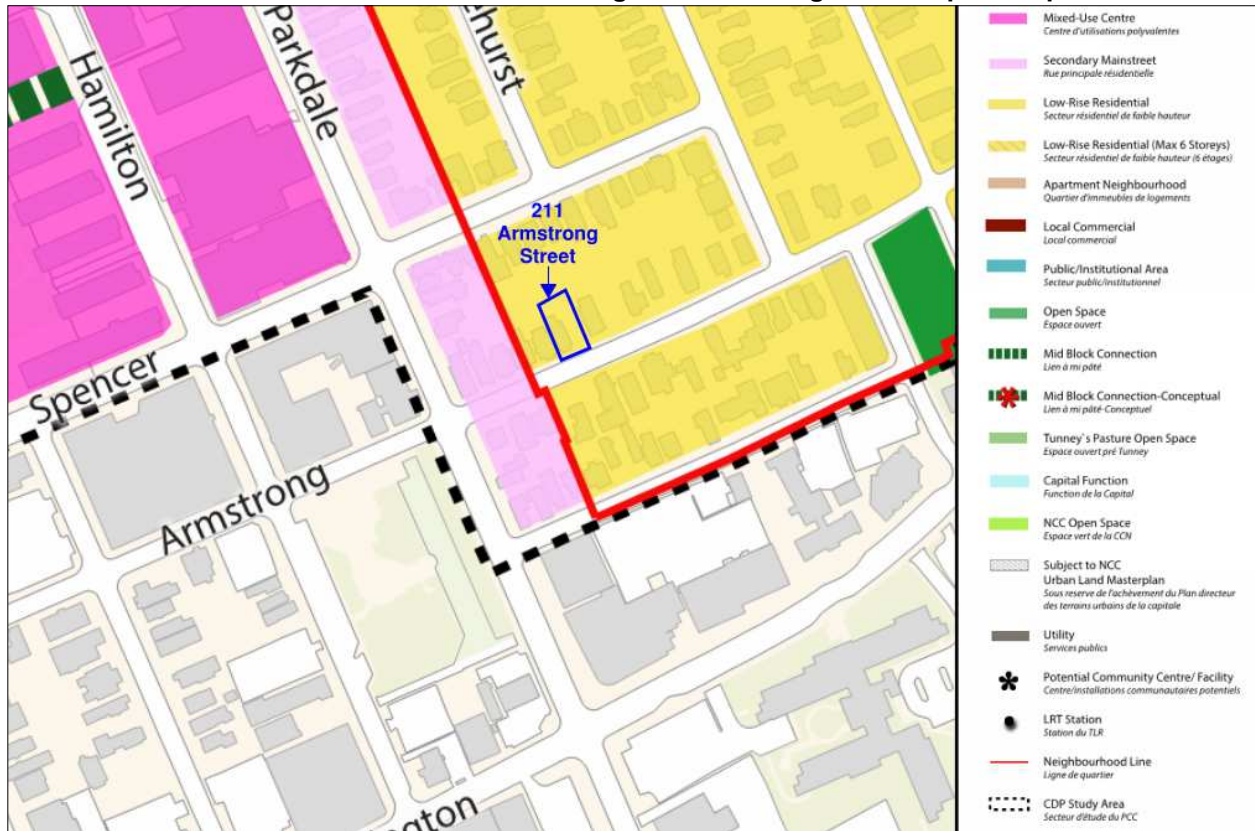 Hamilton
Parkdale
ehurst
211
Armstrong
Street
Spencer
Armstrong
ngton
Mixed-Use Centre
Centre d'utilisations polyvalentes
Secondary Mainstreet
Rue principale résidentielle
Low-Rise Residential
Secteur résidentiel de faible hauteur
Low-Rise Residential (Max 6 Storeys)
Secteur résidentiel de faible hauteur (6 étages)
Apartment Neighbourhood
Quartier d'immeubles de logements
Local Commercial
Local commercial
Public/Institutional Area
Secteur public/institutionnel
Open Space
Espace ouvert
Mid Block Connection
Lien à mi pâté
Mid Block Connection-Conceptual
Lien à mi pâté-Conceptuel
Tunney`s Pasture Open Space
Espace ouvert pré Tunney
Capital Function
Function de la Capital
NCC Open Space
Espace vert de la CCN
Subject to NCC
Urban Land Masterplan
Sous reserve de l'achèvement du Plan directeur
des terrains urbains de la capitale
Utility
Services publics
Potential Community Centre/ Facility
Centre/installations communautaires potentiels
LRT Station
Station du TLR
Neighbourhood Line
Ligne de quartier
CDP Study Area
Secteur d'étude du PCC